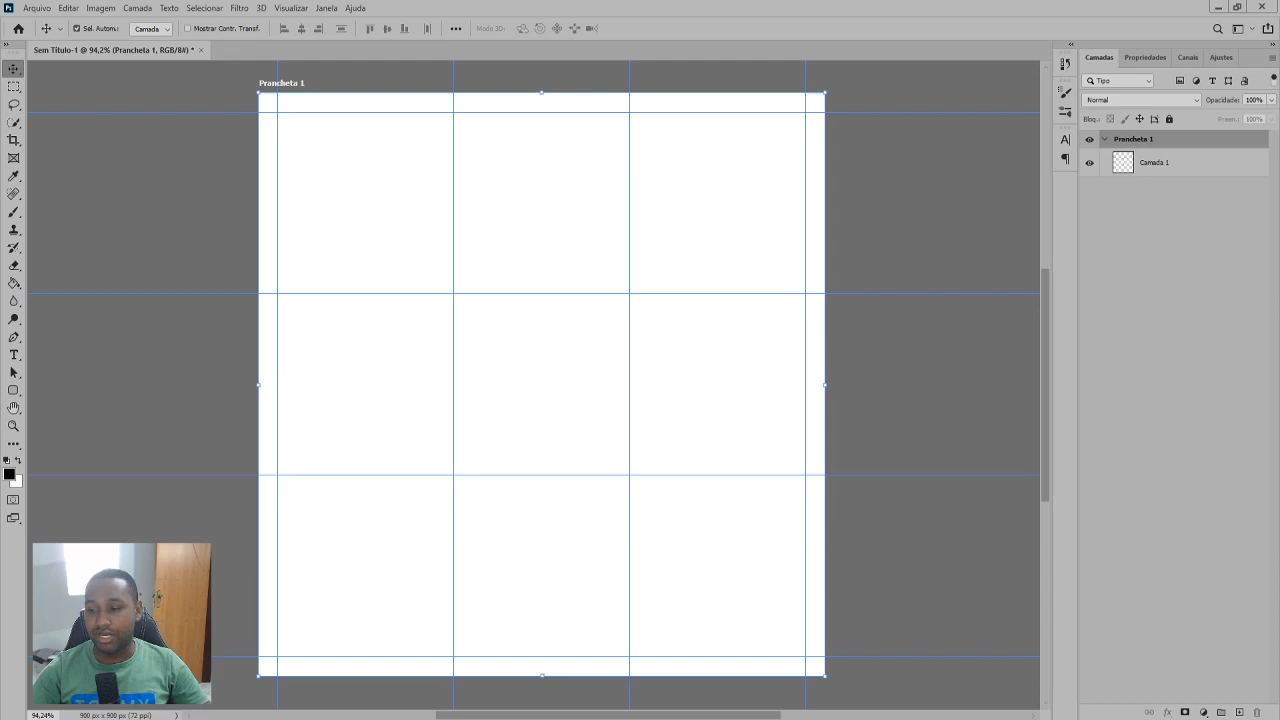 Arquivo Editar Imagem Camada Texto Selecionar Filtro 3D Visualizar Janela Ajuda
Sel. Autom.: Camada Mostrar Contr. Transf. Modo 3D:
Sem Título-1 @ 94,2% (Prancheta 1, RGB/8#) *
Prancheta 1
Camadas Propriedades Canais Ajustes
Tipo
Normal Opacidade: 100%
Bloq.: Preen.: 100%
Prancheta 1
Camada 1
94,24% 900 px x 900 px (72 ppi)